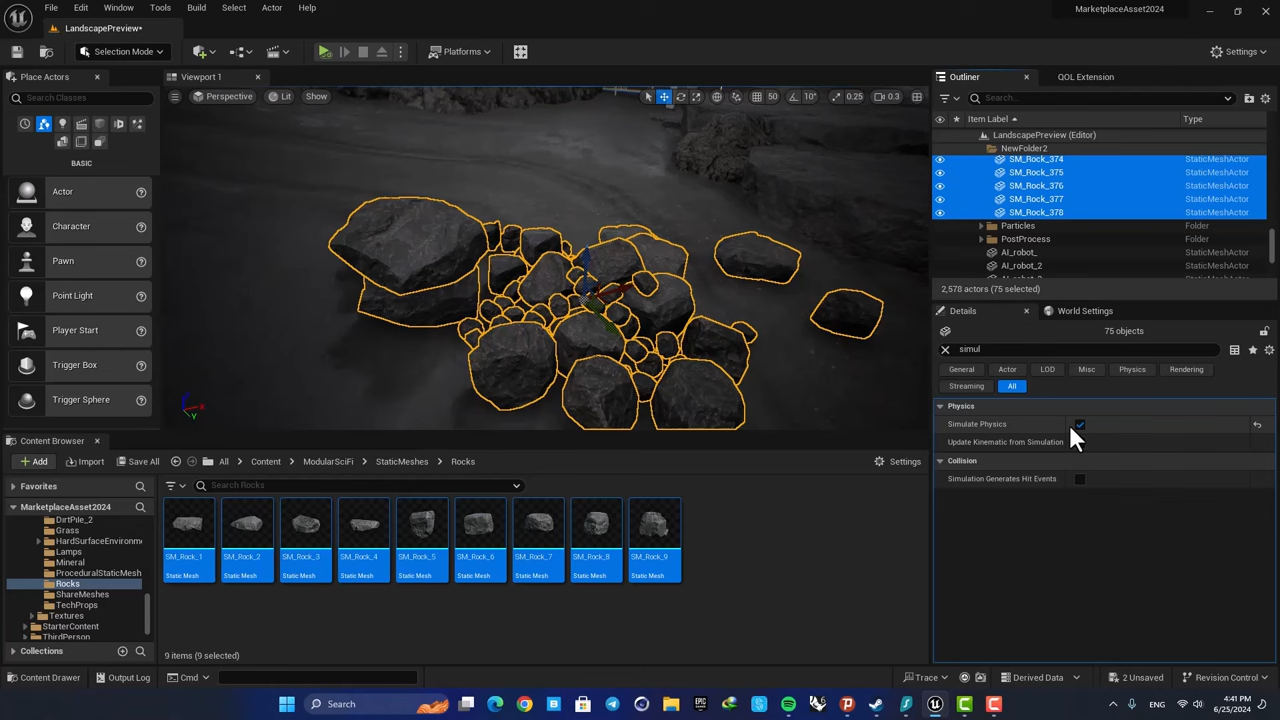 File Edit Window Tools Build Select Actor Help
MarketplaceAsset2024
LandscapePreview*
Selection Mode
Platforms
Settings
Place Actors
Viewport 1
Outliner
QOL Extension
Search Classes
Perspective
Lit
Show
50
10°
0.25
0.3
Search...
Item Label
Type
LandscapePreview (Editor)
NewFolder2
SM_Rock_374 StaticMeshActor
SM_Rock_375 StaticMeshActor
SM_Rock_376 StaticMeshActor
SM_Rock_377 StaticMeshActor
SM_Rock_378 StaticMeshActor
Particles Folder
PostProcess Folder
AI_robot_ StaticMeshActor
AI_robot_2 StaticMeshActor
2,578 actors (75 selected)
BASIC
Actor
Character
Pawn
Point Light
Player Start
Trigger Box
Trigger Sphere
Details
World Settings
75 objects
simul
General
Actor
LOD
Misc
Physics
Rendering
Streaming
All
Physics
Simulate Physics
Update Kinematic from Simulation
Collision
Simulation Generates Hit Events
X
Y
Content Browser
Add
Import
Save All
All
Content
ModularSciFi
StaticMeshes
Rocks
Settings
Favorites
Search Rocks
MarketplaceAsset2024
DirtPile_2
Grass
HardSurfaceEnvironm
Lamps
Mineral
ProceduralStaticMesh
Rocks
ShareMeshes
TechProps
Textures
StarterContent
ThirdPerson
Collections
SM_Rock_1 SM_Rock_2 SM_Rock_3 SM_Rock_4 SM_Rock_5 SM_Rock_6 SM_Rock_7 SM_Rock_8 SM_Rock_9
Static Mesh Static Mesh Static Mesh Static Mesh Static Mesh Static Mesh Static Mesh Static Mesh Static Mesh
9 items (9 selected)
Content Drawer
Output Log
Cmd
Trace
Derived Data
2 Unsaved
Revision Control
Search
4:41 PM
6/25/2024